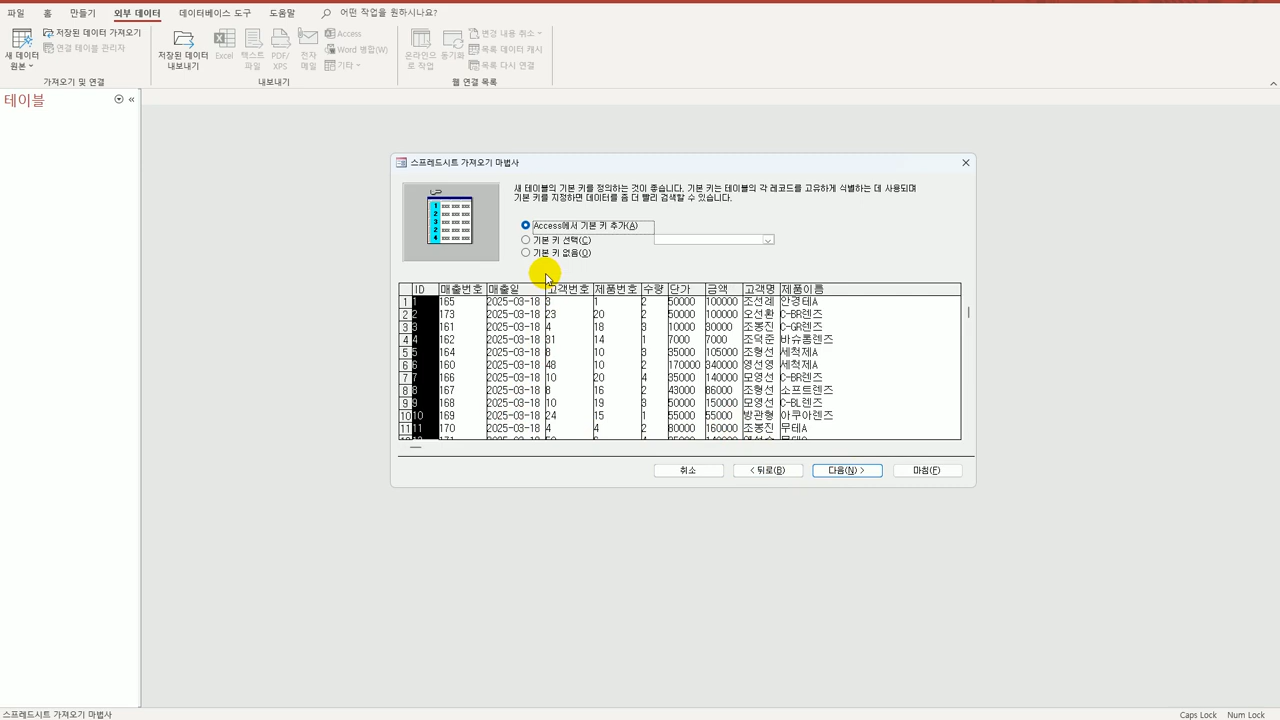 파일 홈 만들기 외부 데이터 데이터베이스 도구 도움말 어떤 작업을 원하시나요?
새 데이터 원본
저장된 데이터 가져오기
연결 테이블 관리자
가져오기 및 연결
저장된 데이터 내보내기
Excel
텍스트 파일
PDF/XPS
전자 메일
Access
Word 병합(W)
기타
내보내기
온라인으로 작업
동기화
변경 내용 취소
목록 데이터 캐시
목록 다시 연결
웹 연결 목록
테이블
스프레드시트 가져오기 마법사
새 테이블의 기본 키를 정의하는 것이 좋습니다. 기본 키는 테이블의 각 레코드를 고유하게 식별하는 데 사용되며
기본 키를 지정하면 데이터를 좀 더 빨리 검색할 수 있습니다.
Access에서 기본 키 추가(A)
기본 키 선택(C)
기본 키 없음(O)
ID 매출번호 매출일 고객번호 제품번호 수량 단가 금액 고객명 제품이름
1 1 165 2025-03-18 3 1 2 50000 100000 조선례 안경테A
2 2 173 2025-03-18 23 20 2 50000 100000 오선환 C-BR렌즈
3 3 161 2025-03-18 4 18 3 10000 30000 조봉진 C-GR렌즈
4 4 162 2025-03-18 31 14 1 7000 7000 조덕준 바슈롬렌즈
5 5 164 2025-03-18 8 10 3 35000 105000 조형선 세척제A
6 6 160 2025-03-18 48 10 2 170000 340000 영선영 세척제A
7 7 166 2025-03-18 10 20 4 35000 140000 모영선 C-BR렌즈
8 8 167 2025-03-18 8 16 2 43000 86000 조형선 소프트렌즈
9 9 168 2025-03-18 10 19 3 50000 150000 모영선 C-BL렌즈
10 10 169 2025-03-18 24 15 1 55000 55000 방관형 아쿠아렌즈
11 11 170 2025-03-18 4 4 2 80000 160000 조봉진 무테A
취소 < 뒤로(B) 다음(N) > 마침(F)
스프레드시트 가져오기 마법사 Caps Lock Num Lock